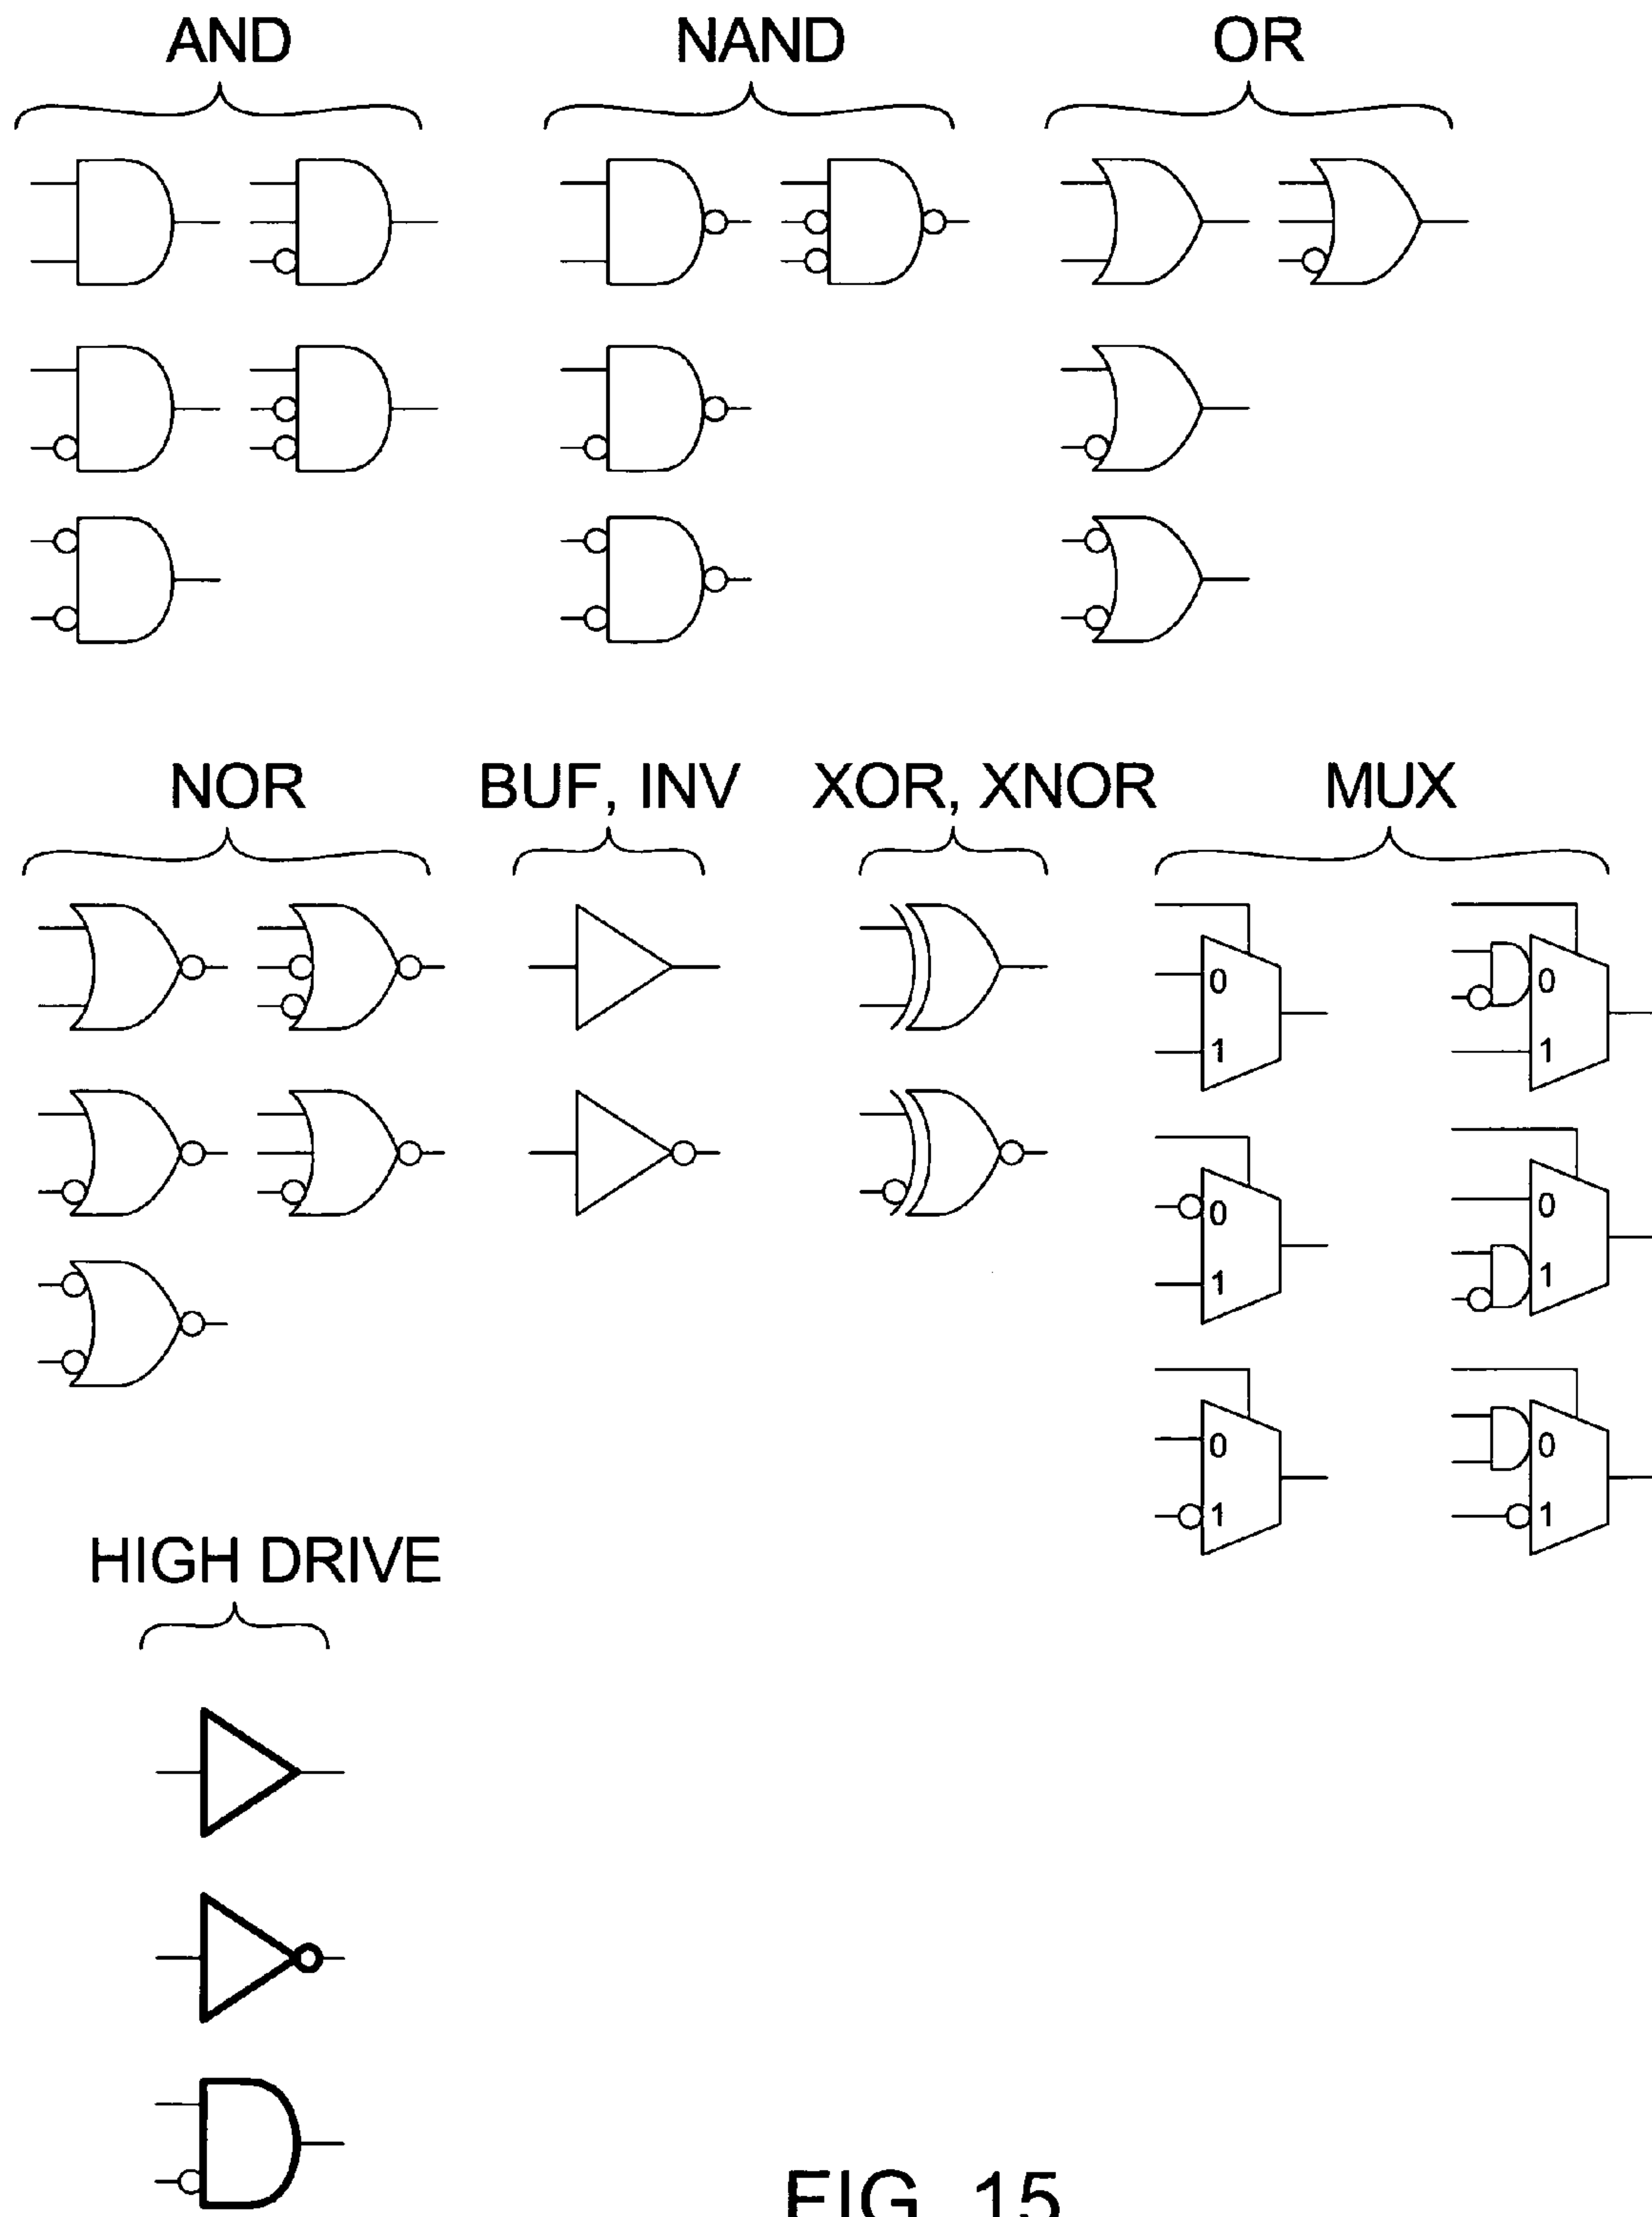 AND NAND OR
NOR BUF, INV XOR, XNOR MUX
0 0
1 1
0 0
1 1
0 0
1 1
HIGH DRIVE
FIG. 15